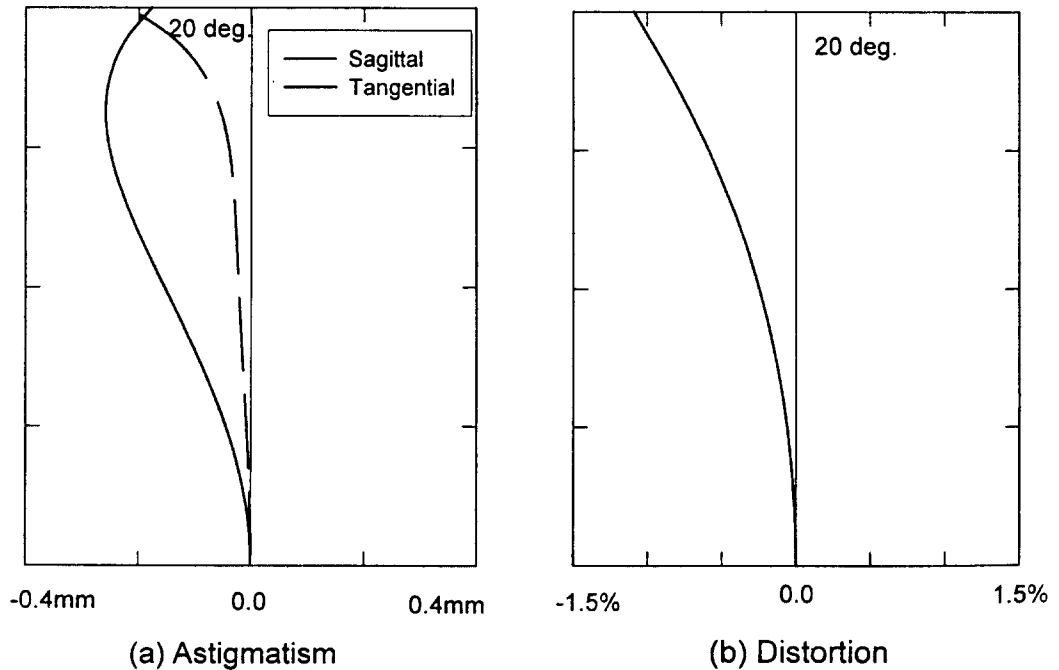 20 deg.
Sagittal
Tangential
-0.4mm
0.0
0.4mm
(a) Astigmatism
20 deg.
-1.5%
0.0
1.5%
(b) Distortion